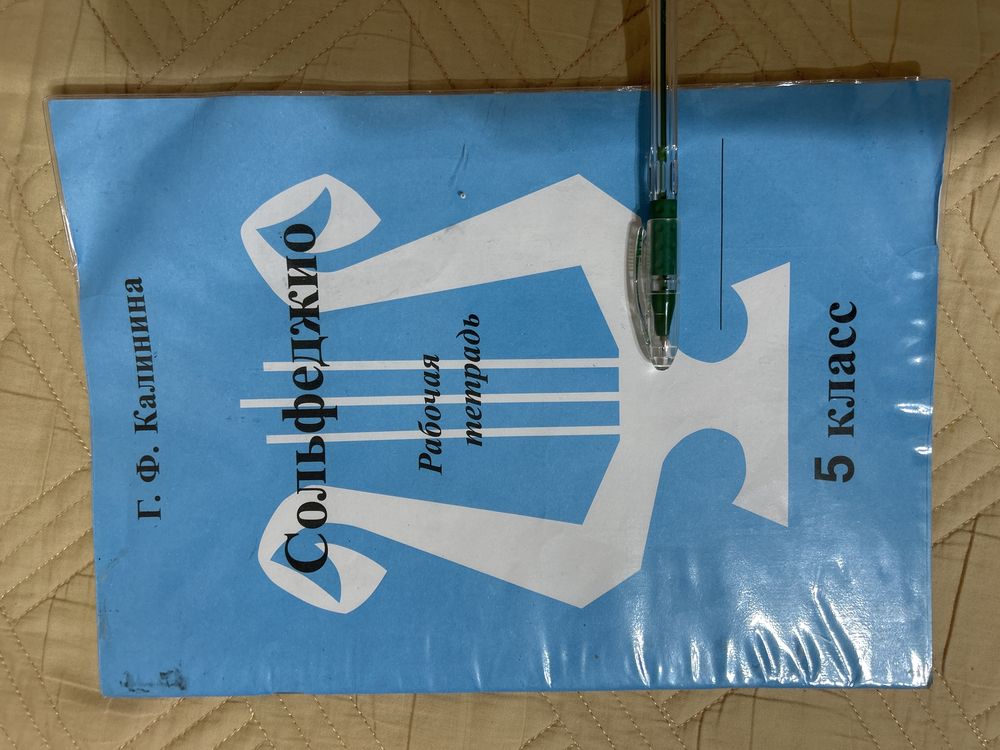 Г. Ф. Калинина
Сольфеджио
Рабочая
тетрадь
5 класс